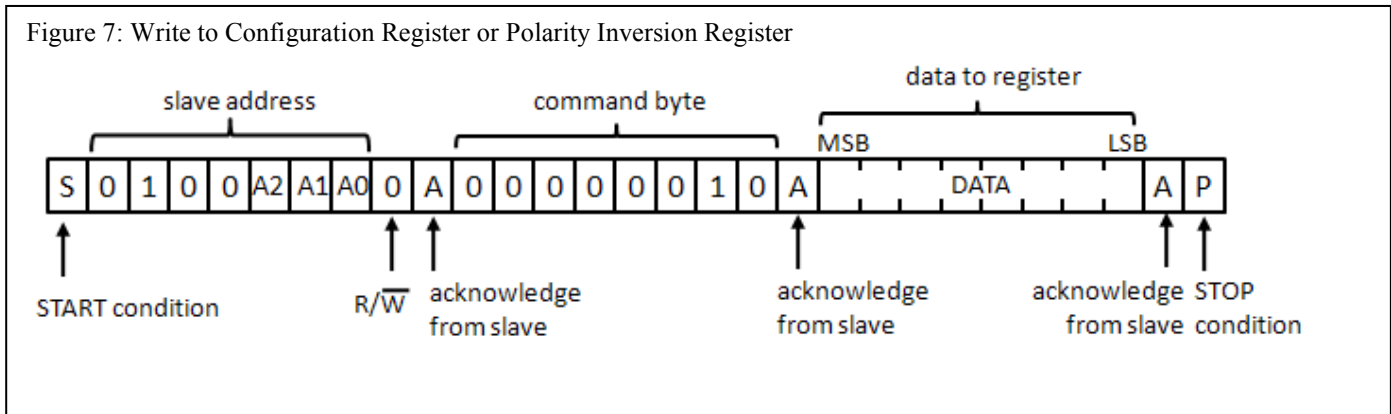 Figure 7: Write to Configuration Register or Polarity Inversion Register
data to register
slave address
command byte
MSB
LSB
S 0 1 0 0 A2 A1 A0 0 A 0 0 0 0 0 0 1 0 A DATA A P
START condition
R/W̅
acknowledge
from slave
acknowledge
from slave
acknowledge
from slave
STOP
condition